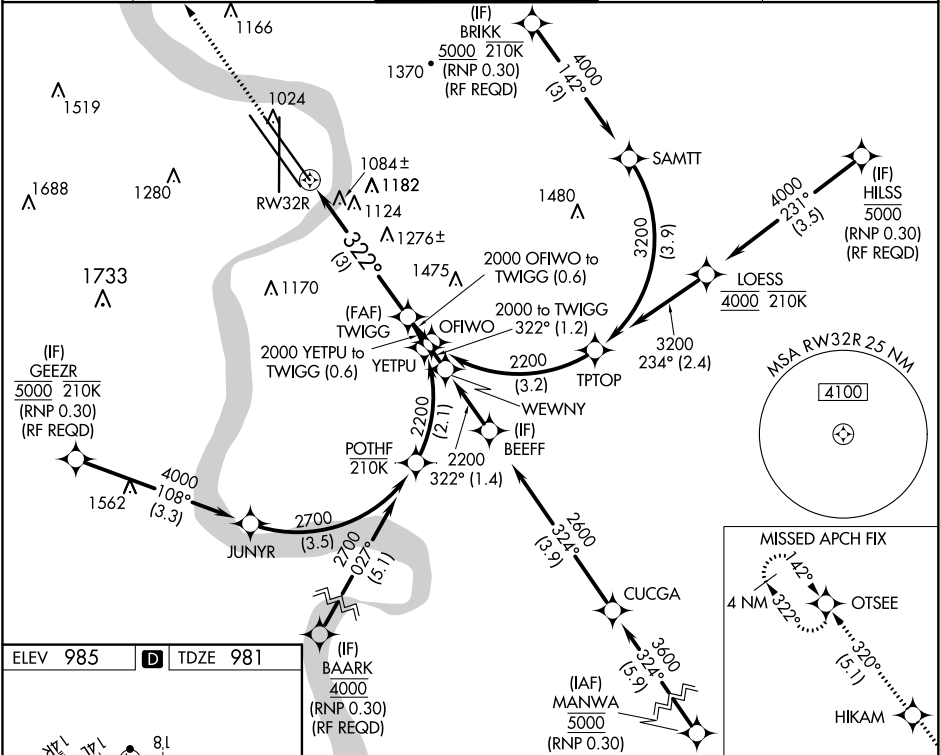 1166
(IF)
BRIKK
5000 210K
(RNP 0.30)
(RF REQD)
1370
4000
142°
(3)
1519
1024
SAMTT
1688
1280
RW32R
1084±
1182
1124
1276±
1480
3200
(3.9)
4000
231°
(3.5)
(IF)
HILSS
5000
(RNP 0.30)
(RF REQD)
322°
(3)
1475
2000 OFIWO to
TWIGG (0.6)
LOESS
4000 210K
1733
1170
(FAF)
TWIGG
OFIWO
2000 to TWIGG
322° (1.2)
2000 YETPU to
TWIGG (0.6)
YETPU
2200
(3.2)
TPTOP
3200
234° (2.4)
WEWNY
MSA RW32R 25 NM
4100
(IF)
GEEZR
5000 210K
(RNP 0.30)
(RF REQD)
2200
(2.1)
(IF)
BEEFF
2200
322° (1.4)
POTHF
210K
1562
4000
108°
(3.3)
JUNYR
2700
(3.5)
2700
027°
(5.1)
2600
324°
(3.9)
CUCGA
3600
324°
(5.9)
(IAF)
MANWA
5000
(RNP 0.30)
(IF)
BAARK
4000
(RNP 0.30)
(RF REQD)
MISSED APCH FIX
142°
4 NM
322°
OTSEE
320°
(5.1)
HIKAM
ELEV 985
D
TDZE 981
14R
14L
18